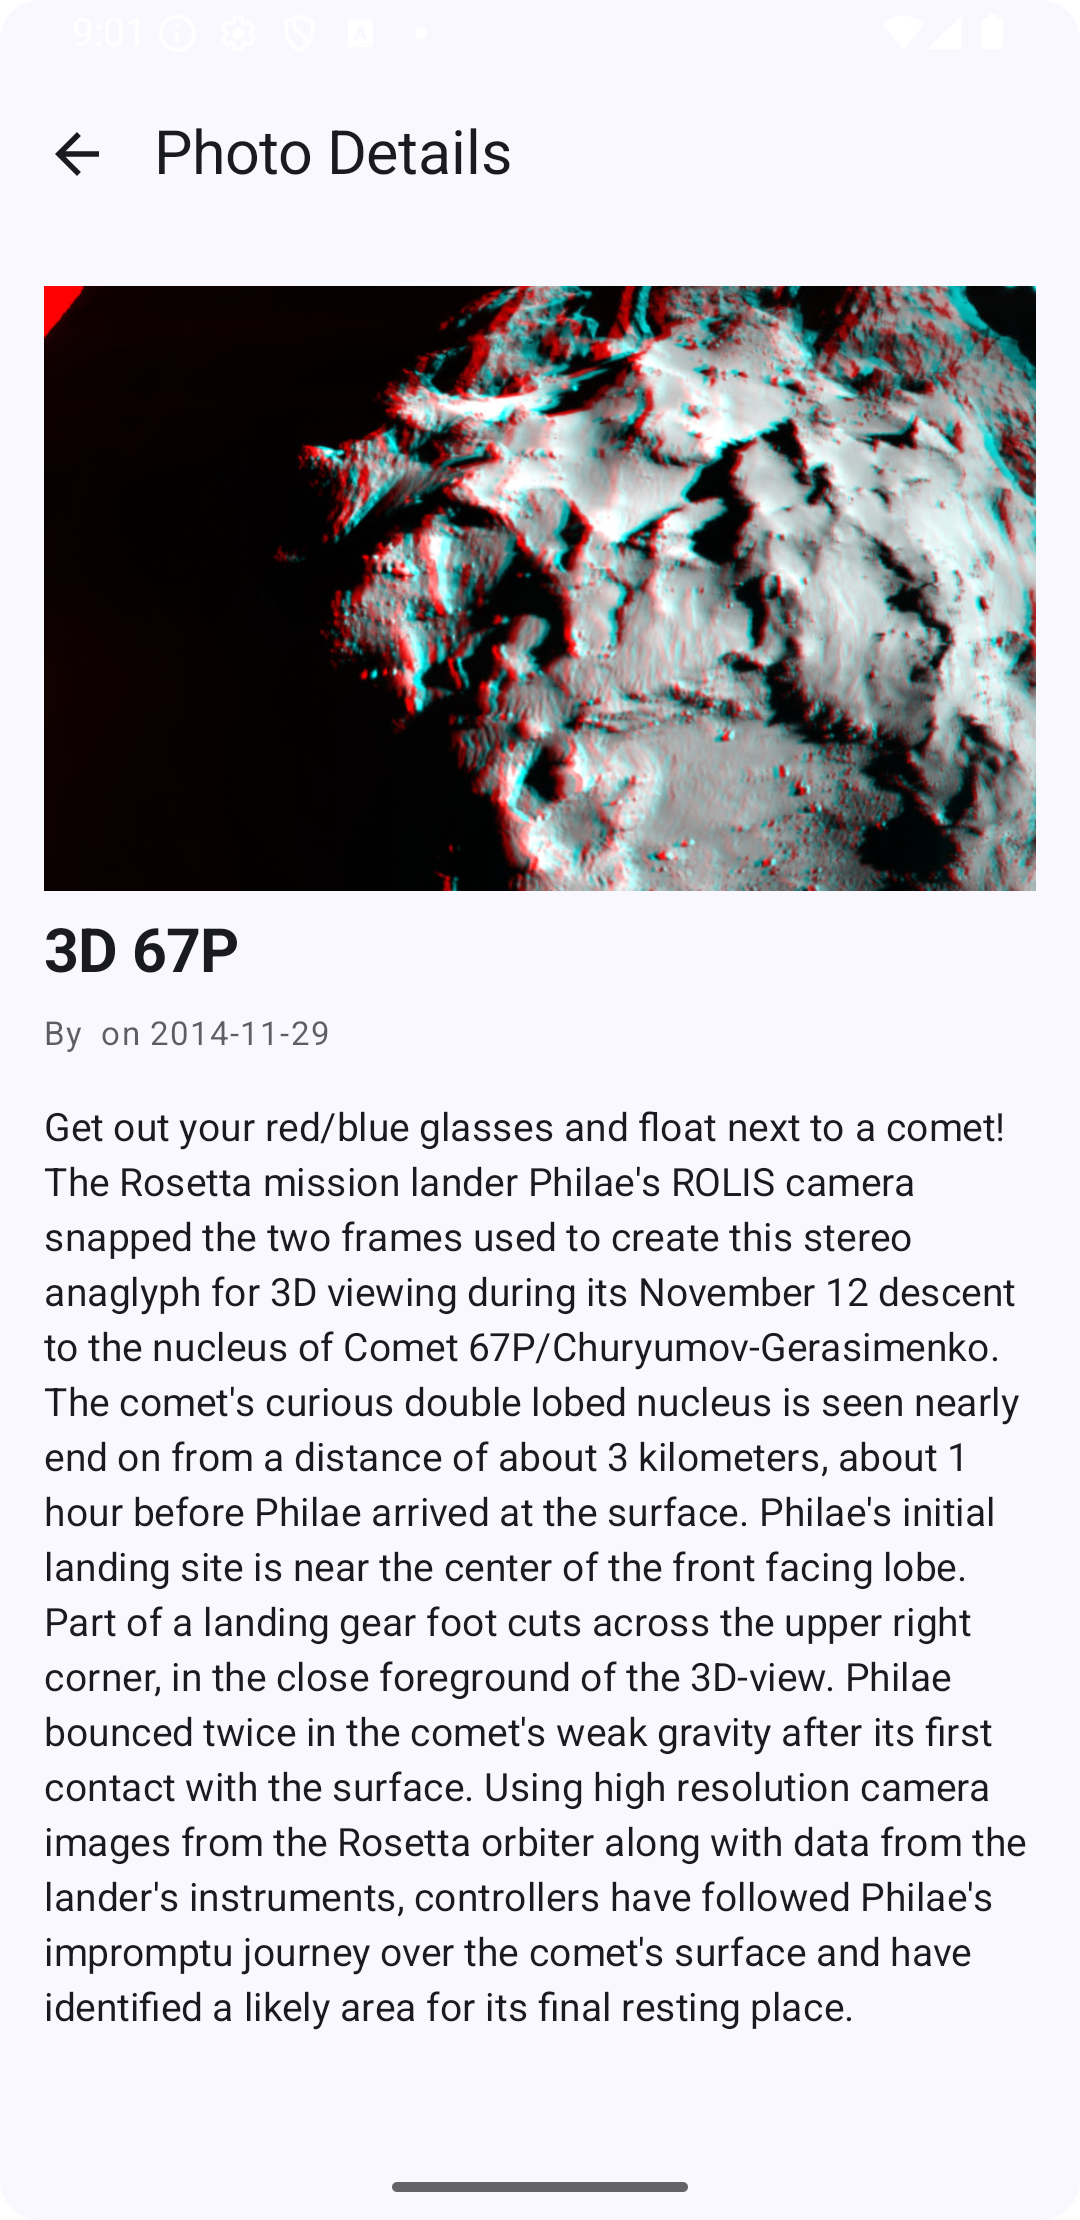 9:01
Photo Details
3D 67P
By  on 2014-11-29
Get out your red/blue glasses and float next to a comet!
The Rosetta mission lander Philae's ROLIS camera
snapped the two frames used to create this stereo
anaglyph for 3D viewing during its November 12 descent
to the nucleus of Comet 67P/Churyumov-Gerasimenko.
The comet's curious double lobed nucleus is seen nearly
end on from a distance of about 3 kilometers, about 1
hour before Philae arrived at the surface. Philae's initial
landing site is near the center of the front facing lobe.
Part of a landing gear foot cuts across the upper right
corner, in the close foreground of the 3D-view. Philae
bounced twice in the comet's weak gravity after its first
contact with the surface. Using high resolution camera
images from the Rosetta orbiter along with data from the
lander's instruments, controllers have followed Philae's
impromptu journey over the comet's surface and have
identified a likely area for its final resting place.